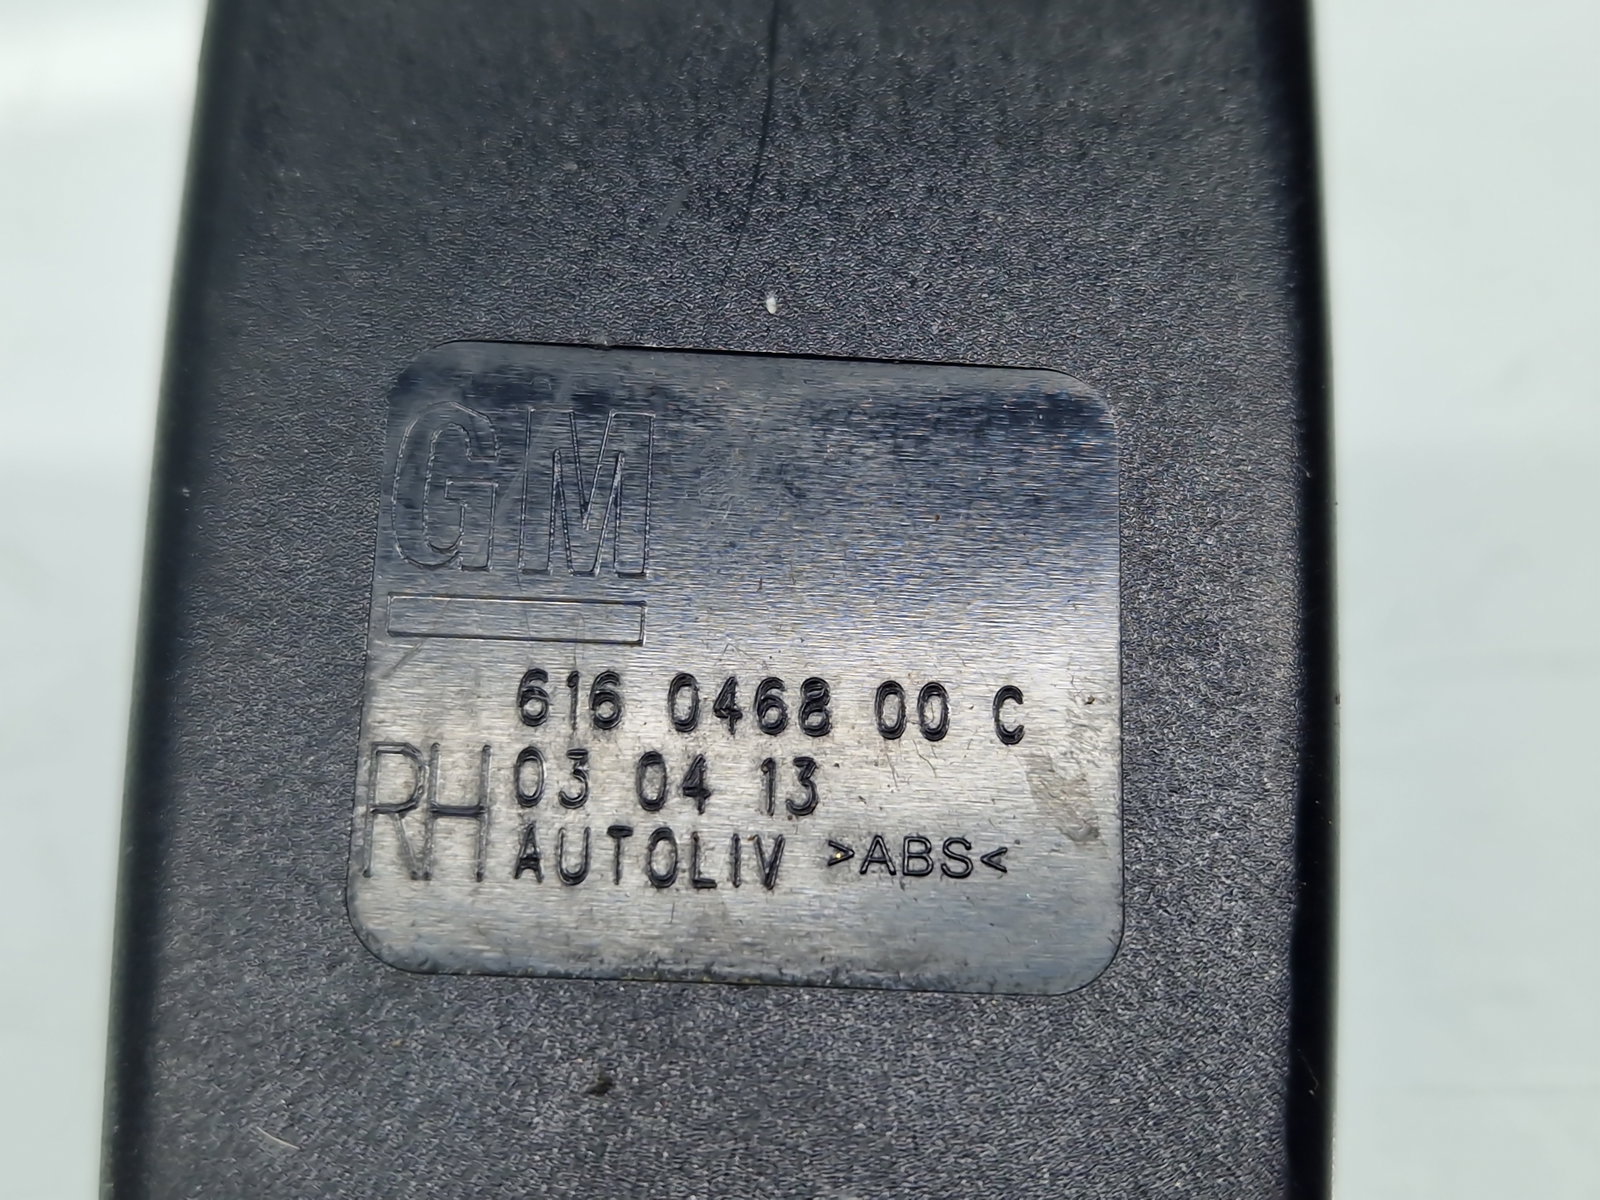 GM
616 0468 00 C
RH 03 04 13
AUTOLIV >ABS<